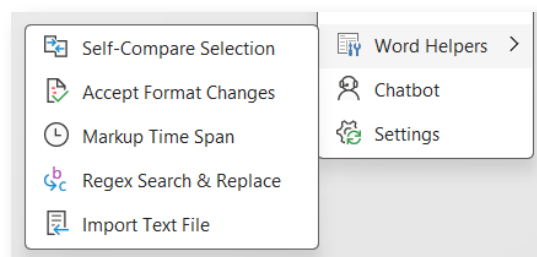 Self-Compare Selection
Accept Format Changes
Markup Time Span
Regex Search & Replace
Import Text File
Word Helpers
Chatbot
Settings